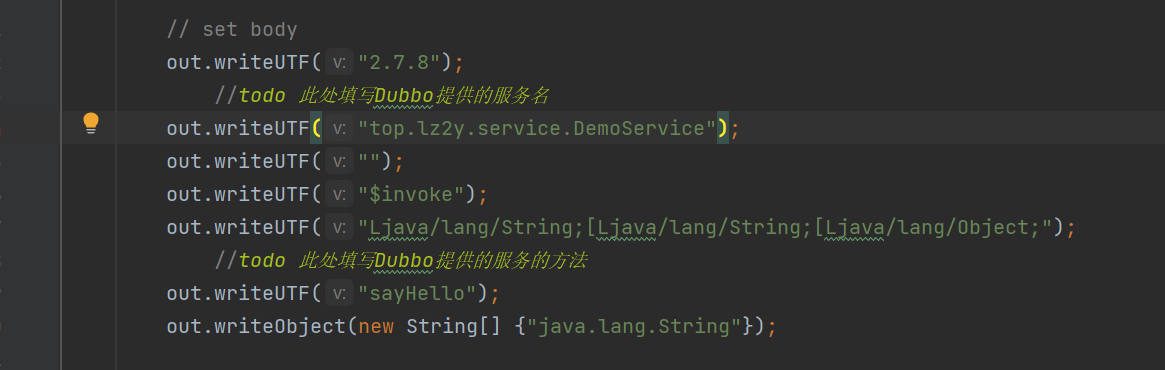 // set body
out.writeUTF( v: "2.7.8");
//todo 此处填写Dubbo提供的服务名
out.writeUTF( v: "top.lz2y.service.DemoService");
out.writeUTF( v: "");
out.writeUTF( v: "$invoke");
out.writeUTF( v: "Ljava/lang/String;[Ljava/lang/String;[Ljava/lang/Object;");
//todo 此处填写Dubbo提供的服务的方法
out.writeUTF( v: "sayHello");
out.writeObject(new String[] {"java.lang.String"});